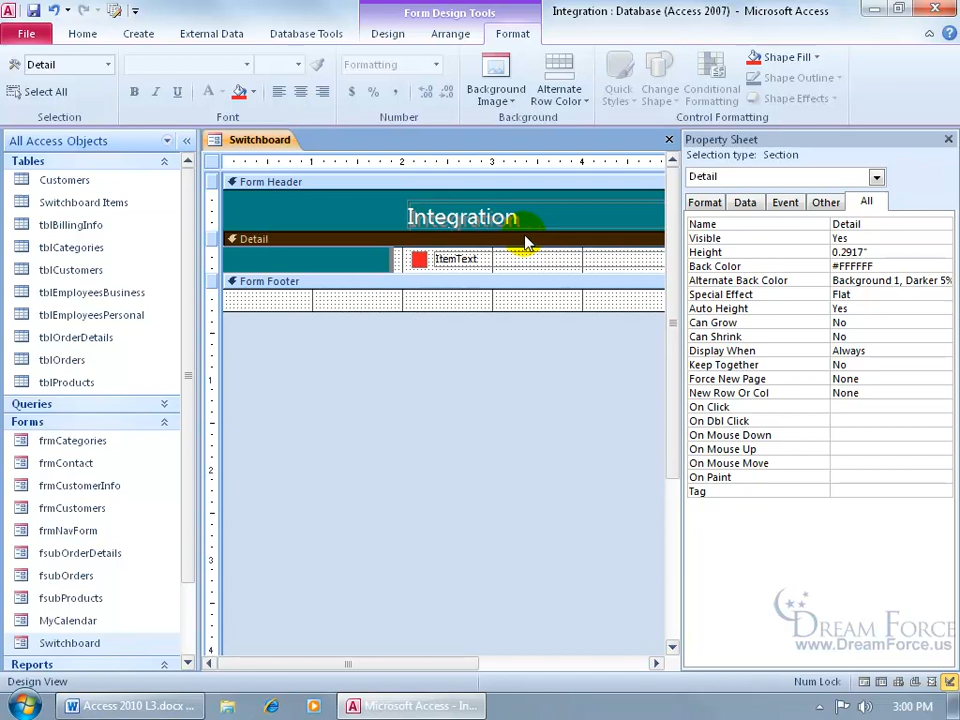 Form Design Tools
Integration : Database (Access 2007) - Microsoft Access
File Home Create External Data Database Tools Design Arrange Format
Detail
Select All
Selection
B I U A
Font
Formatting
$ % ,
Number
Background Image
Alternate Row Color
Background
Quick Styles
Change Shape
Conditional Formatting
Shape Fill
Shape Outline
Shape Effects
Control Formatting
All Access Objects
Tables
Customers
Switchboard Items
tblBillingInfo
tblCategories
tblCustomers
tblEmployeesBusiness
tblEmployeesPersonal
tblOrderDetails
tblOrders
tblProducts
Queries
Forms
frmCategories
frmContact
frmCustomerInfo
frmCustomers
frmNavForm
fsubOrderDetails
fsubOrders
fsubProducts
MyCalendar
Switchboard
Reports
Switchboard
1 2 3 4
Form Header
Integration
Detail
ItemText
Form Footer
1
2
3
4
Property Sheet
Selection type: Section
Detail
Format Data Event Other All
Name Detail
Visible Yes
Height 0.2917"
Back Color #FFFFFF
Alternate Back Color Background 1, Darker 5%
Special Effect Flat
Auto Height Yes
Can Grow No
Can Shrink No
Display When Always
Keep Together No
Force New Page None
New Row Or Col None
On Click
On Dbl Click
On Mouse Down
On Mouse Up
On Mouse Move
On Paint
Tag
DREAM FORCE
www.DreamForce.us
Design View
Num Lock
Access 2010 L3.docx ...
Microsoft Access - In...
3:00 PM